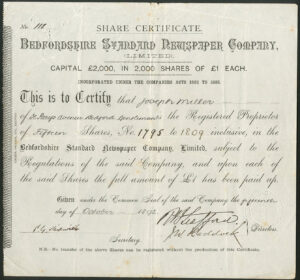 No. 118
SHARE CERTIFICATE.
BEDFORDSHIRE STANDARD NEWSPAPER COMPANY,
(LIMITED).
CAPITAL £2,000, IN 2,000 SHARES OF £1 EACH.
INCORPORATED UNDER THE COMPANIES ACTS 1862 TO 1883.
This is to Certify that Joseph Miller
of Avenue Bedford the Registered Proprietor
of Fifteen Shares, No. 1795 to 1809 inclusive, in the
Bedfordshire Standard Newspaper Company, Limited, subject to the
Regulations of the said Company, and upon each of
the said Shares the full amount of £1 has been paid up.
Given under the Common Seal of the said Company the
day of October 189
Directors.
Secretary.
N.B. No transfer of the above Shares can be registered without the production of this Certificate.